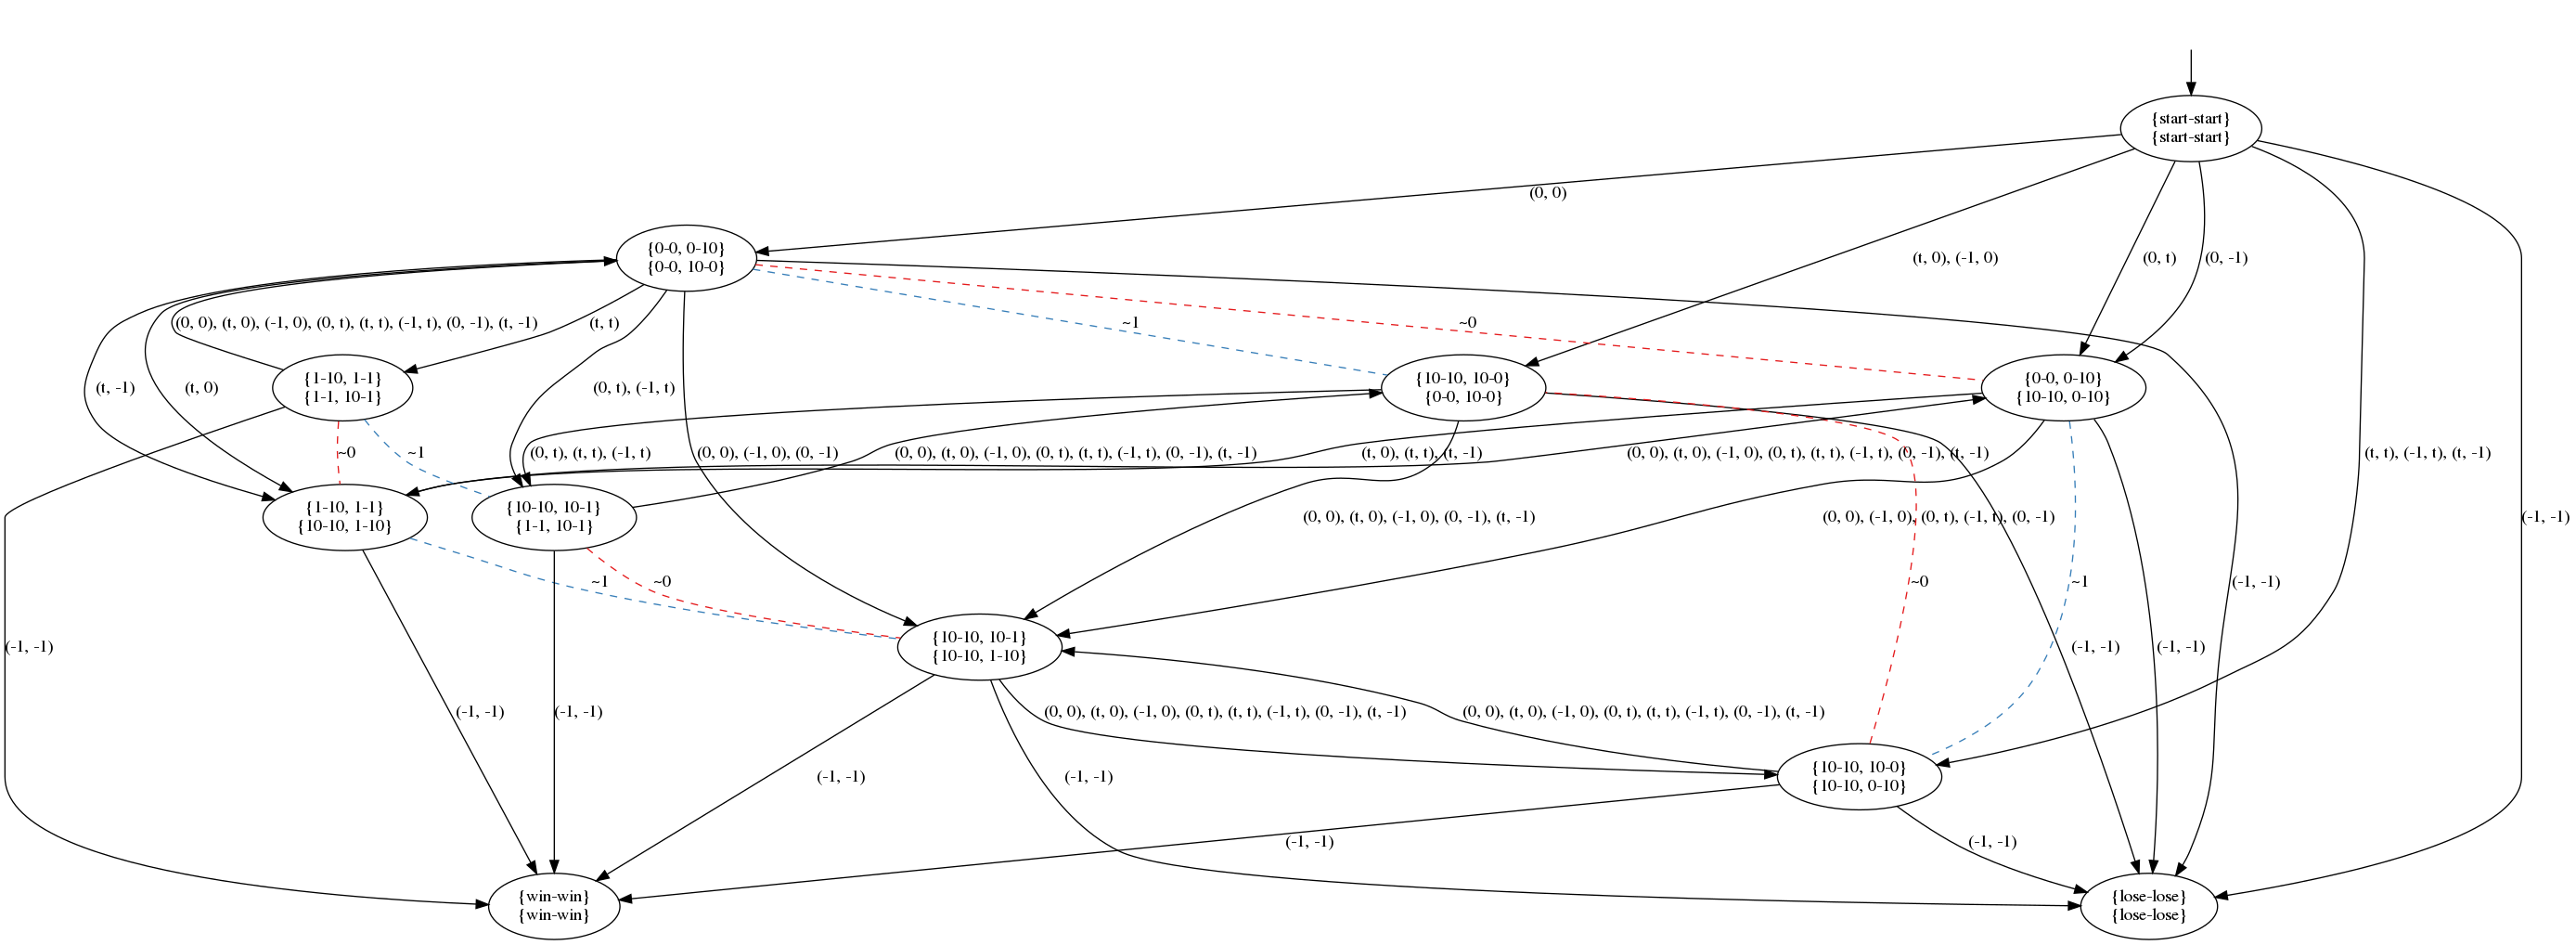 {start-start}
{start-start}
(0, 0)
{0-0, 0-10}
{0-0, 10-0}
(t, 0), (-1, 0)
(0, t)
(0, -1)
(0, 0), (t, 0), (-1, 0), (0, t), (t, t), (-1, t), (0, -1), (t, -1)
(t, t)
~1
~0
(t, -1)
(t, 0)
{1-10, 1-1}
{1-1, 10-1}
(0, t), (-1, t)
{10-10, 10-0}
{0-0, 10-0}
{0-0, 0-10}
{10-10, 0-10}
~0
~1
(0, t), (t, t), (-1, t)
(0, 0), (-1, 0), (0, -1)
(0, 0), (t, 0), (-1, 0), (0, t), (t, t), (-1, t), (0, -1), (t, -1)
(t, 0), (t, t), (t, -1)
(0, 0), (t, 0), (-1, 0), (0, t), (t, t), (-1, t), (0, -1), (t, -1)
(t, t), (-1, t), (t, -1)
{1-10, 1-1}
{10-10, 1-10}
{10-10, 10-1}
{1-1, 10-1}
(0, 0), (t, 0), (-1, 0), (0, -1), (t, -1)
(0, 0), (-1, 0), (0, t), (-1, t), (0, -1)
(-1, -1)
~1
~0
~0
~1
(-1, -1)
(-1, -1)
{10-10, 10-1}
{10-10, 1-10}
(-1, -1)
(-1, -1)
(-1, -1)
(-1, -1)
(0, 0), (t, 0), (-1, 0), (0, t), (t, t), (-1, t), (0, -1), (t, -1)
(0, 0), (t, 0), (-1, 0), (0, t), (t, t), (-1, t), (0, -1), (t, -1)
(-1, -1)
(-1, -1)
{10-10, 10-0}
{10-10, 0-10}
(-1, -1)
(-1, -1)
{win-win}
{win-win}
{lose-lose}
{lose-lose}